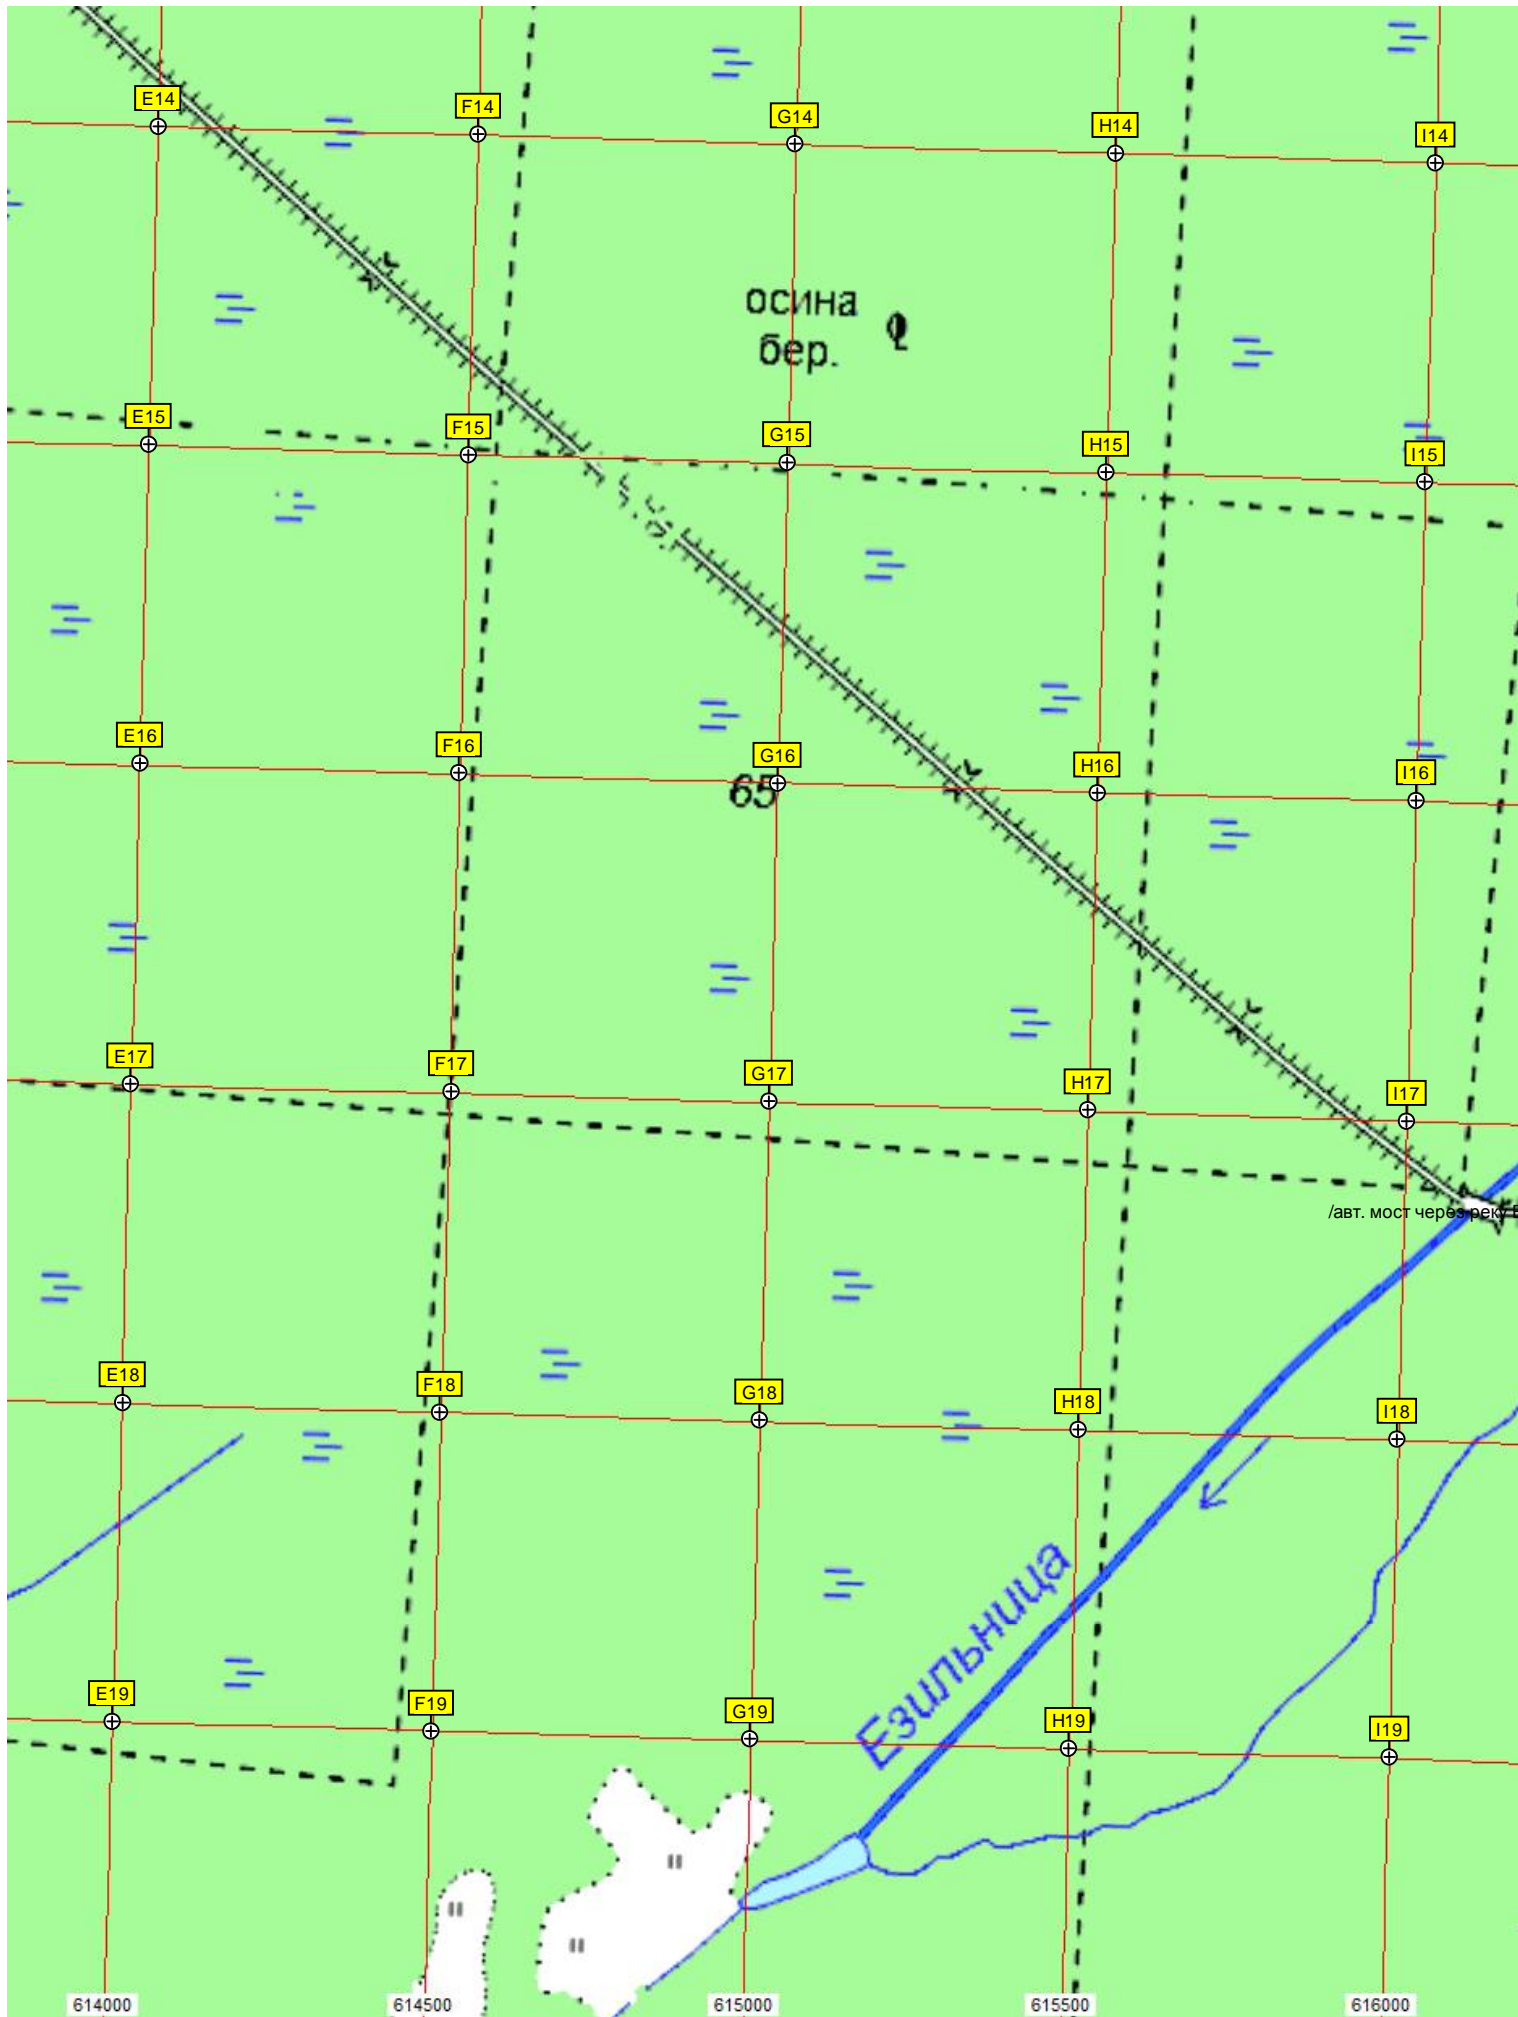 E14
F14
G14
H14
I14
осина
бер.
E15
F15
G15
H15
I15
E16
F16
G16
H16
I16
65
E17
F17
G17
H17
I17
/авт. мост через реку Е
E18
F18
G18
H18
I18
Езильница
E19
F19
G19
H19
I19
614000
614500
615000
615500
616000